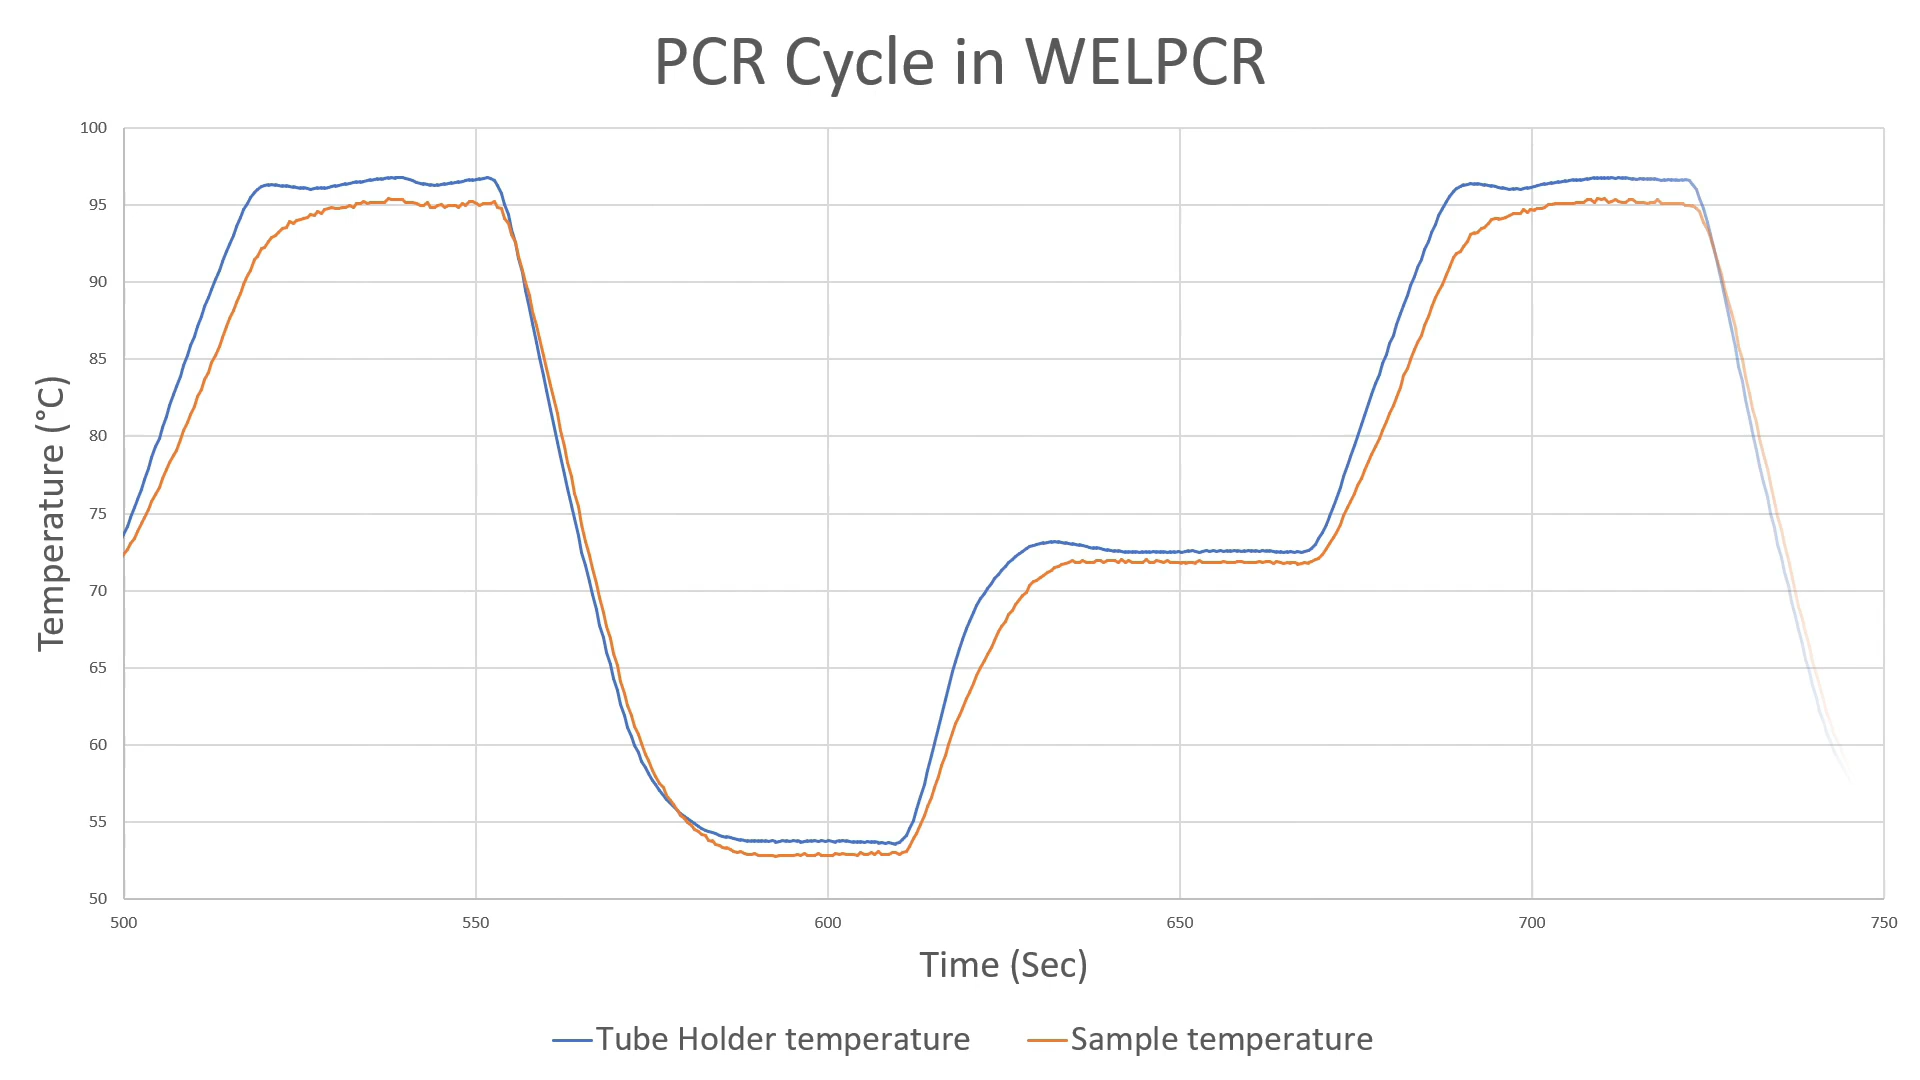 PCR Cycle in WELPCR
100
95
90
85
80
75
70
65
60
55
50
Temperature (°C)
500 550 600 650 700 750
Time (Sec)
Tube Holder temperature Sample temperature